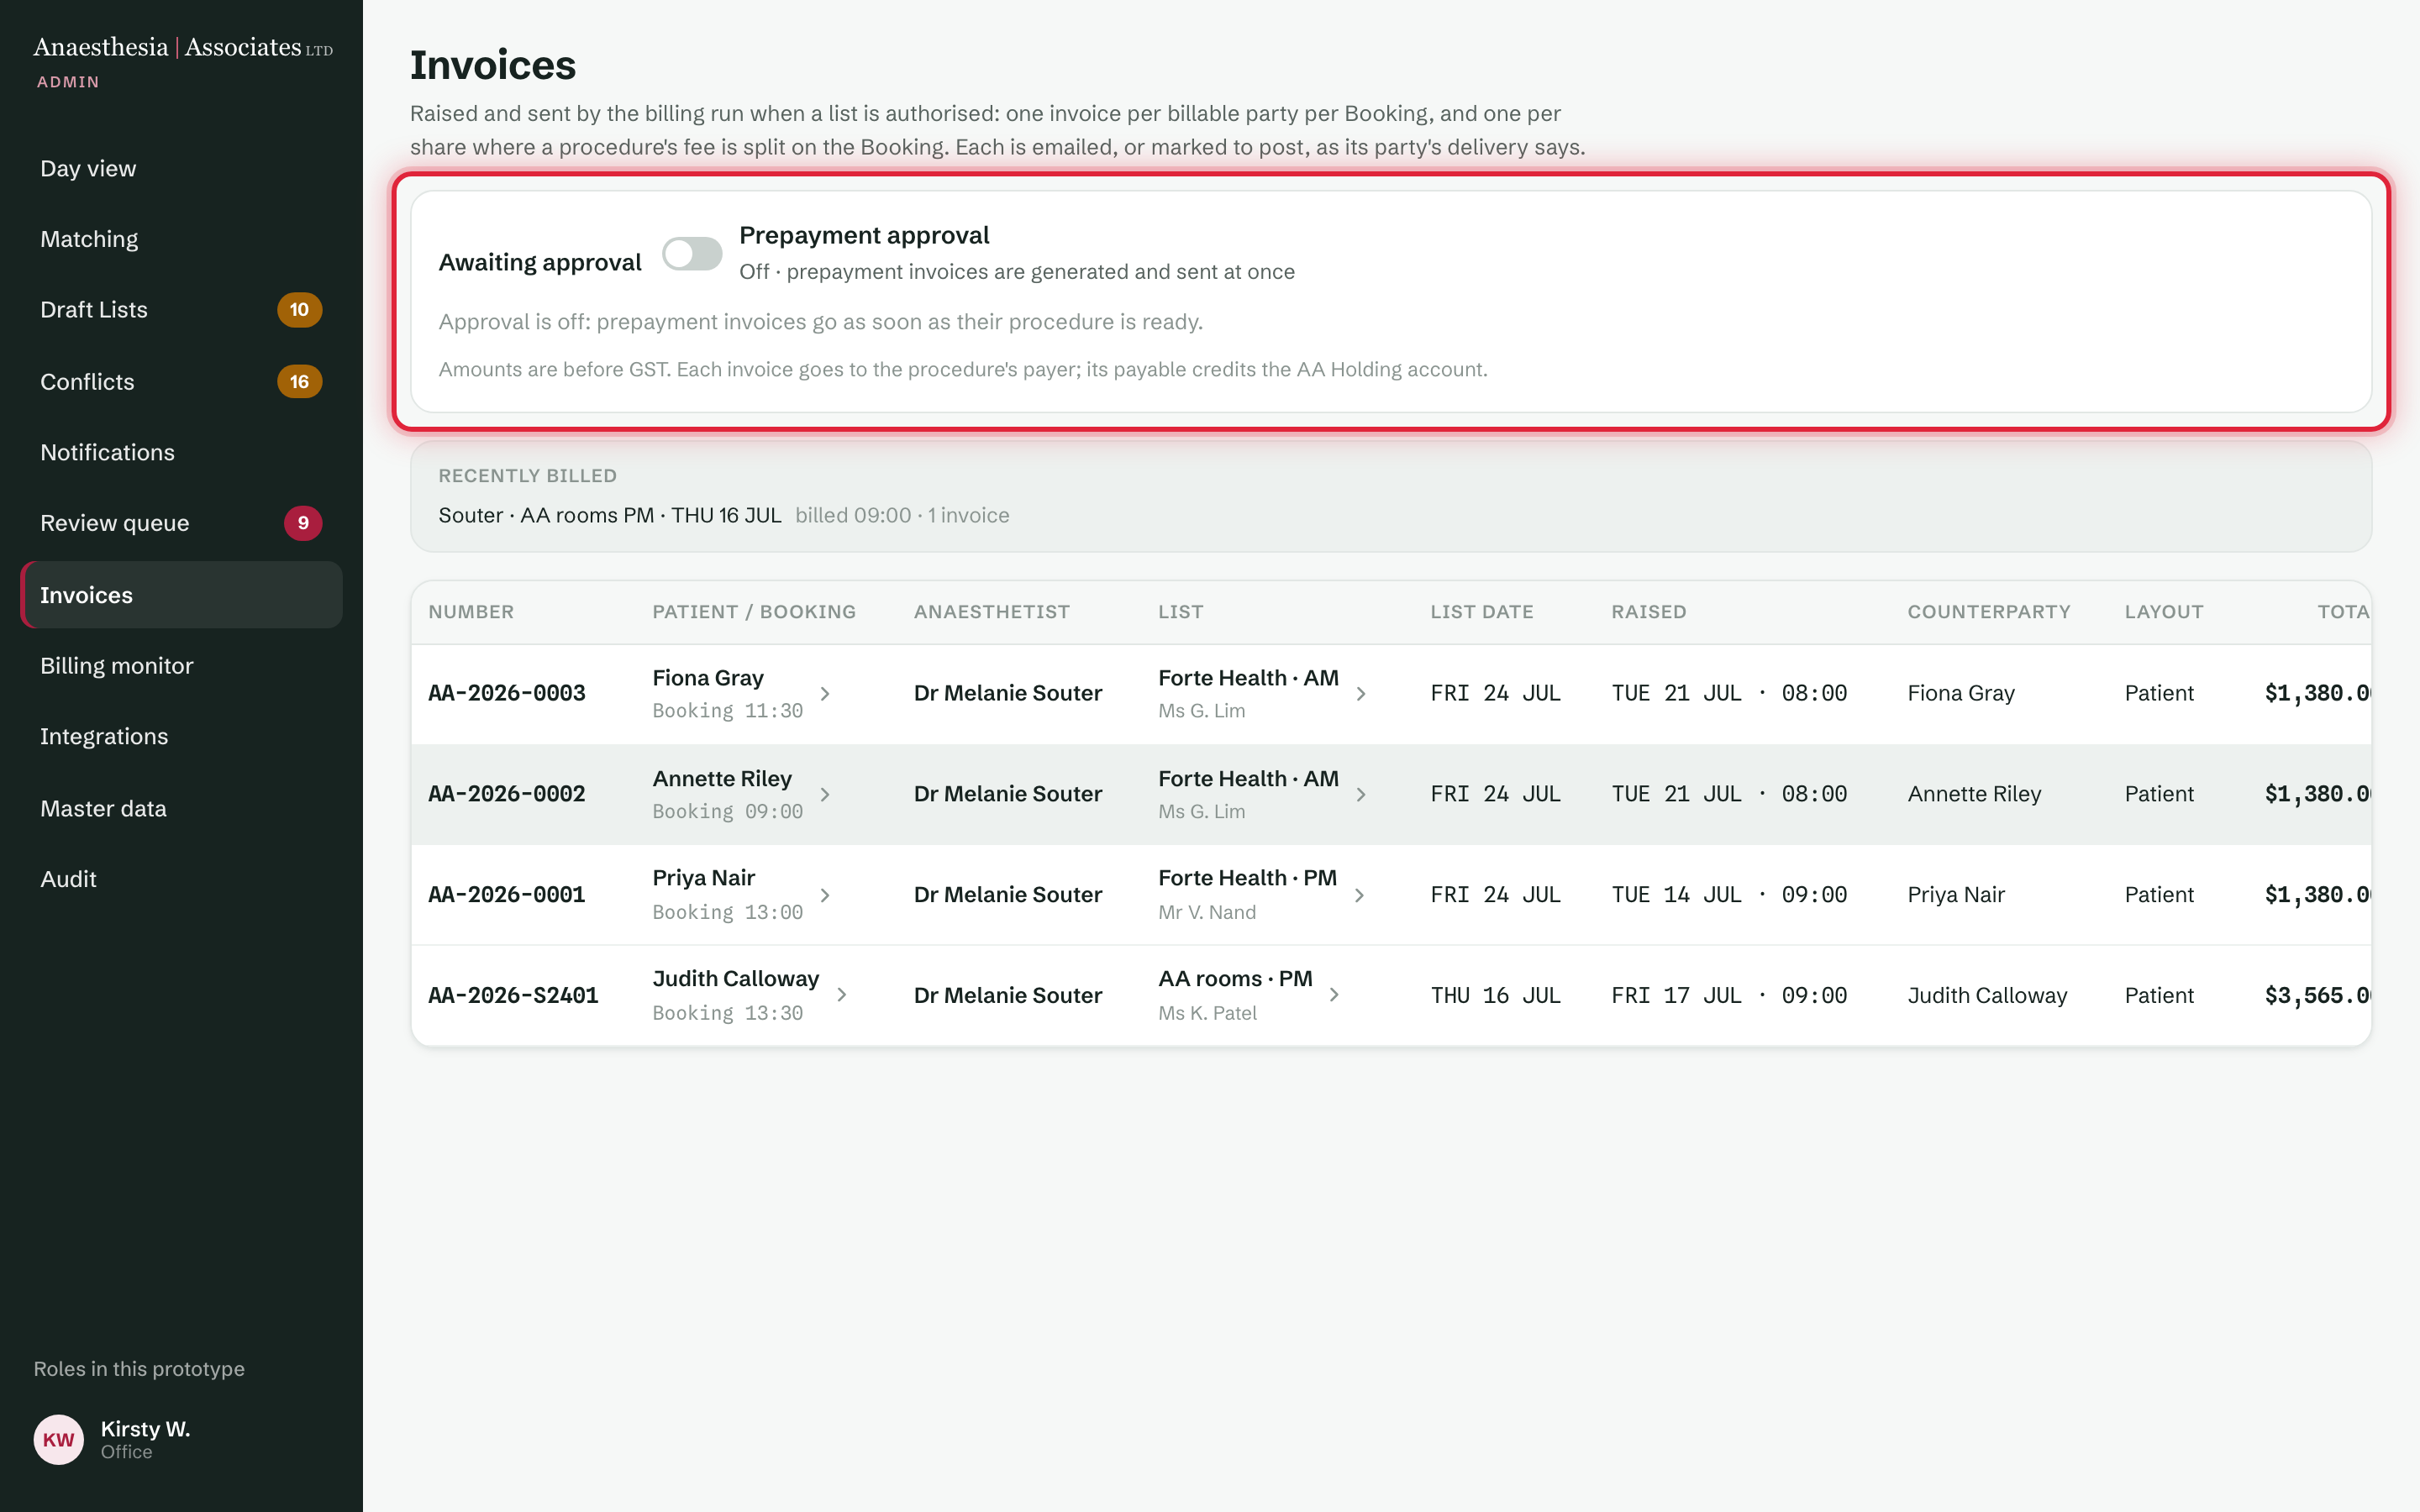 Anaesthesia | Associates LTD
ADMIN
Day view
Matching
Draft Lists 10
Conflicts 16
Notifications
Review queue 9
Invoices
Billing monitor
Integrations
Master data
Audit
Roles in this prototype
KW
Kirsty W.
Office
Invoices
Raised and sent by the billing run when a list is authorised: one invoice per billable party per Booking, and one per
share where a procedure's fee is split on the Booking. Each is emailed, or marked to post, as its party's delivery says.
Awaiting approval
Prepayment approval
Off · prepayment invoices are generated and sent at once
Approval is off: prepayment invoices go as soon as their procedure is ready.
Amounts are before GST. Each invoice goes to the procedure's payer; its payable credits the AA Holding account.
RECENTLY BILLED
Souter · AA rooms PM · THU 16 JUL billed 09:00 · 1 invoice
NUMBER PATIENT / BOOKING ANAESTHETIST LIST LIST DATE RAISED COUNTERPARTY LAYOUT TOTA
AA-2026-0003 Fiona Gray Dr Melanie Souter Forte Health · AM FRI 24 JUL TUE 21 JUL · 08:00 Fiona Gray Patient $1,380.0
Booking 11:30 Ms G. Lim
AA-2026-0002 Annette Riley Dr Melanie Souter Forte Health · AM FRI 24 JUL TUE 21 JUL · 08:00 Annette Riley Patient $1,380.0
Booking 09:00 Ms G. Lim
AA-2026-0001 Priya Nair Dr Melanie Souter Forte Health · PM FRI 24 JUL TUE 14 JUL · 09:00 Priya Nair Patient $1,380.0
Booking 13:00 Mr V. Nand
AA-2026-S2401 Judith Calloway Dr Melanie Souter AA rooms · PM THU 16 JUL FRI 17 JUL · 09:00 Judith Calloway Patient $3,565.0
Booking 13:30 Ms K. Patel